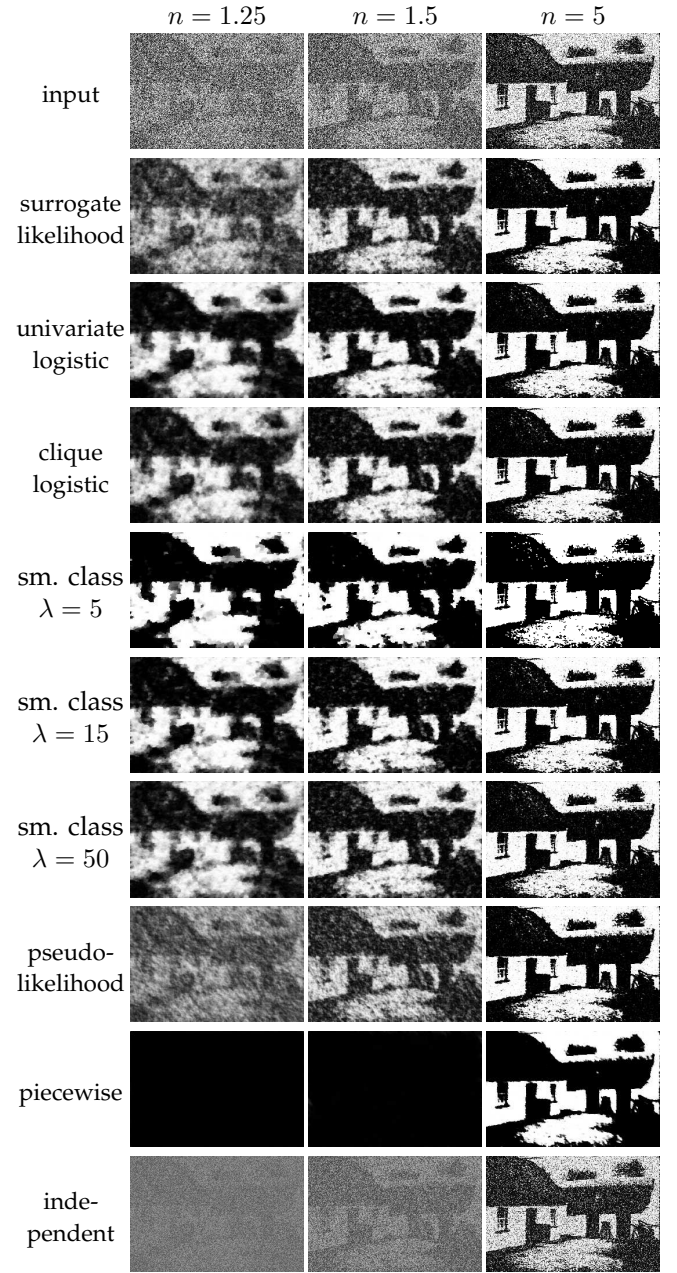 n = 1.25 n = 1.5 n = 5
input
surrogate
likelihood
univariate
logistic
clique
logistic
sm. class
λ = 5
sm. class
λ = 15
sm. class
λ = 50
pseudo-
likelihood
piecewise
inde-
pendent